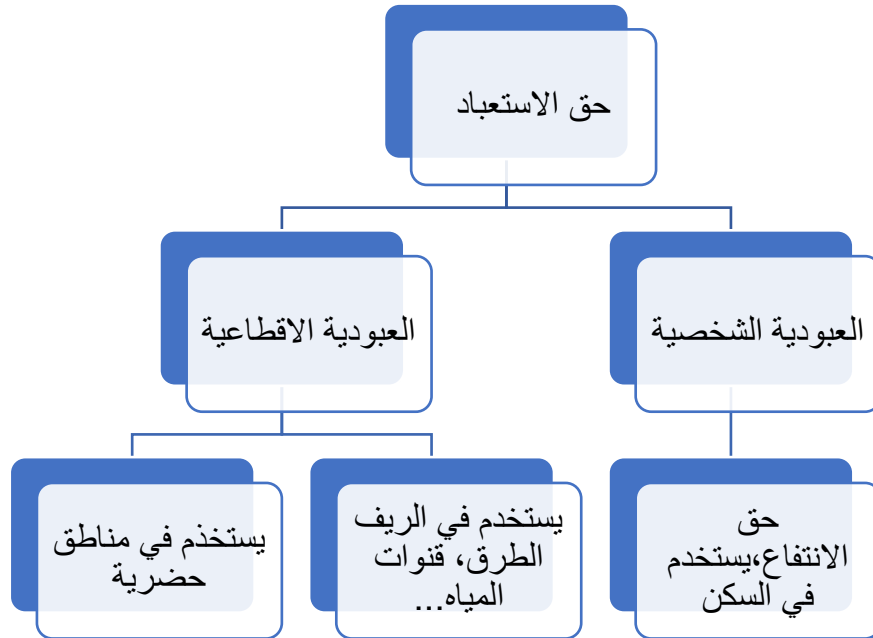 حق الاستعباد
العبودية الشخصية
العبودية الاقطاعية
حق
الانتفاع،يستخدم
في السكن
يستخدم في الريف
الطرق، قنوات
المياه...
يستخذم في مناطق
حضرية